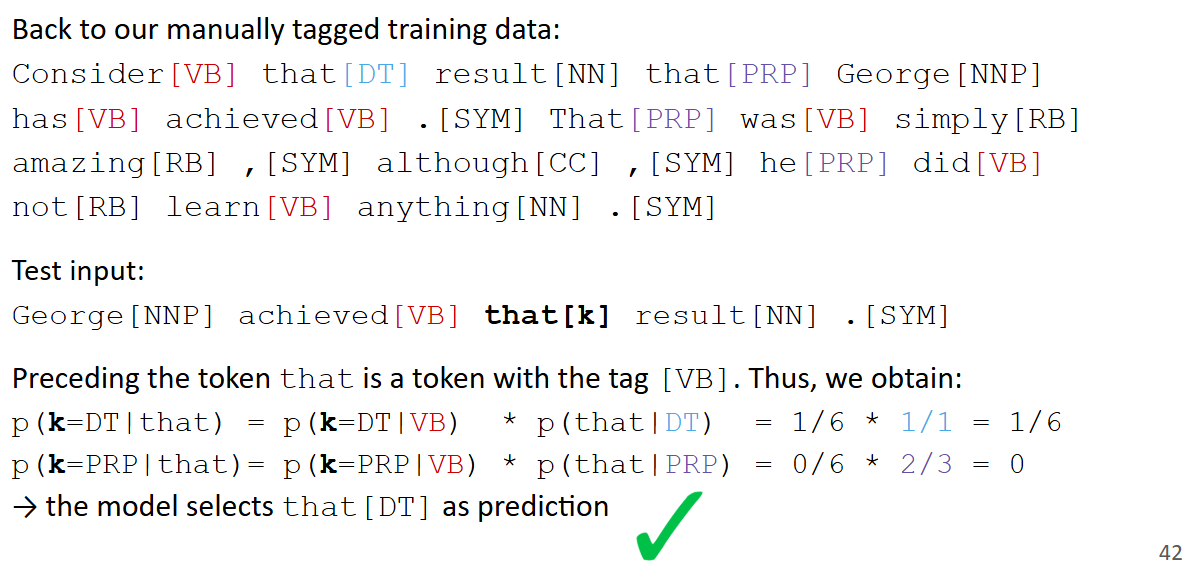 Back to our manually tagged training data:
Consider[VB] that[DT] result[NN] that[PRP] George[NNP]
has[VB] achieved[VB] .[SYM] That[PRP] was[VB] simply[RB]
amazing[RB] ,[SYM] although[CC] ,[SYM] he[PRP] did[VB]
not[RB] learn[VB] anything[NN] .[SYM]
Test input:
George[NNP] achieved[VB] that[k] result[NN] .[SYM]
Preceding the token that is a token with the tag [VB]. Thus, we obtain:
p(k=DT|that) = p(k=DT|VB) * p(that|DT) = 1/6 * 1/1 = 1/6
p(k=PRP|that)= p(k=PRP|VB) * p(that|PRP) = 0/6 * 2/3 = 0
→ the model selects that[DT] as prediction
42